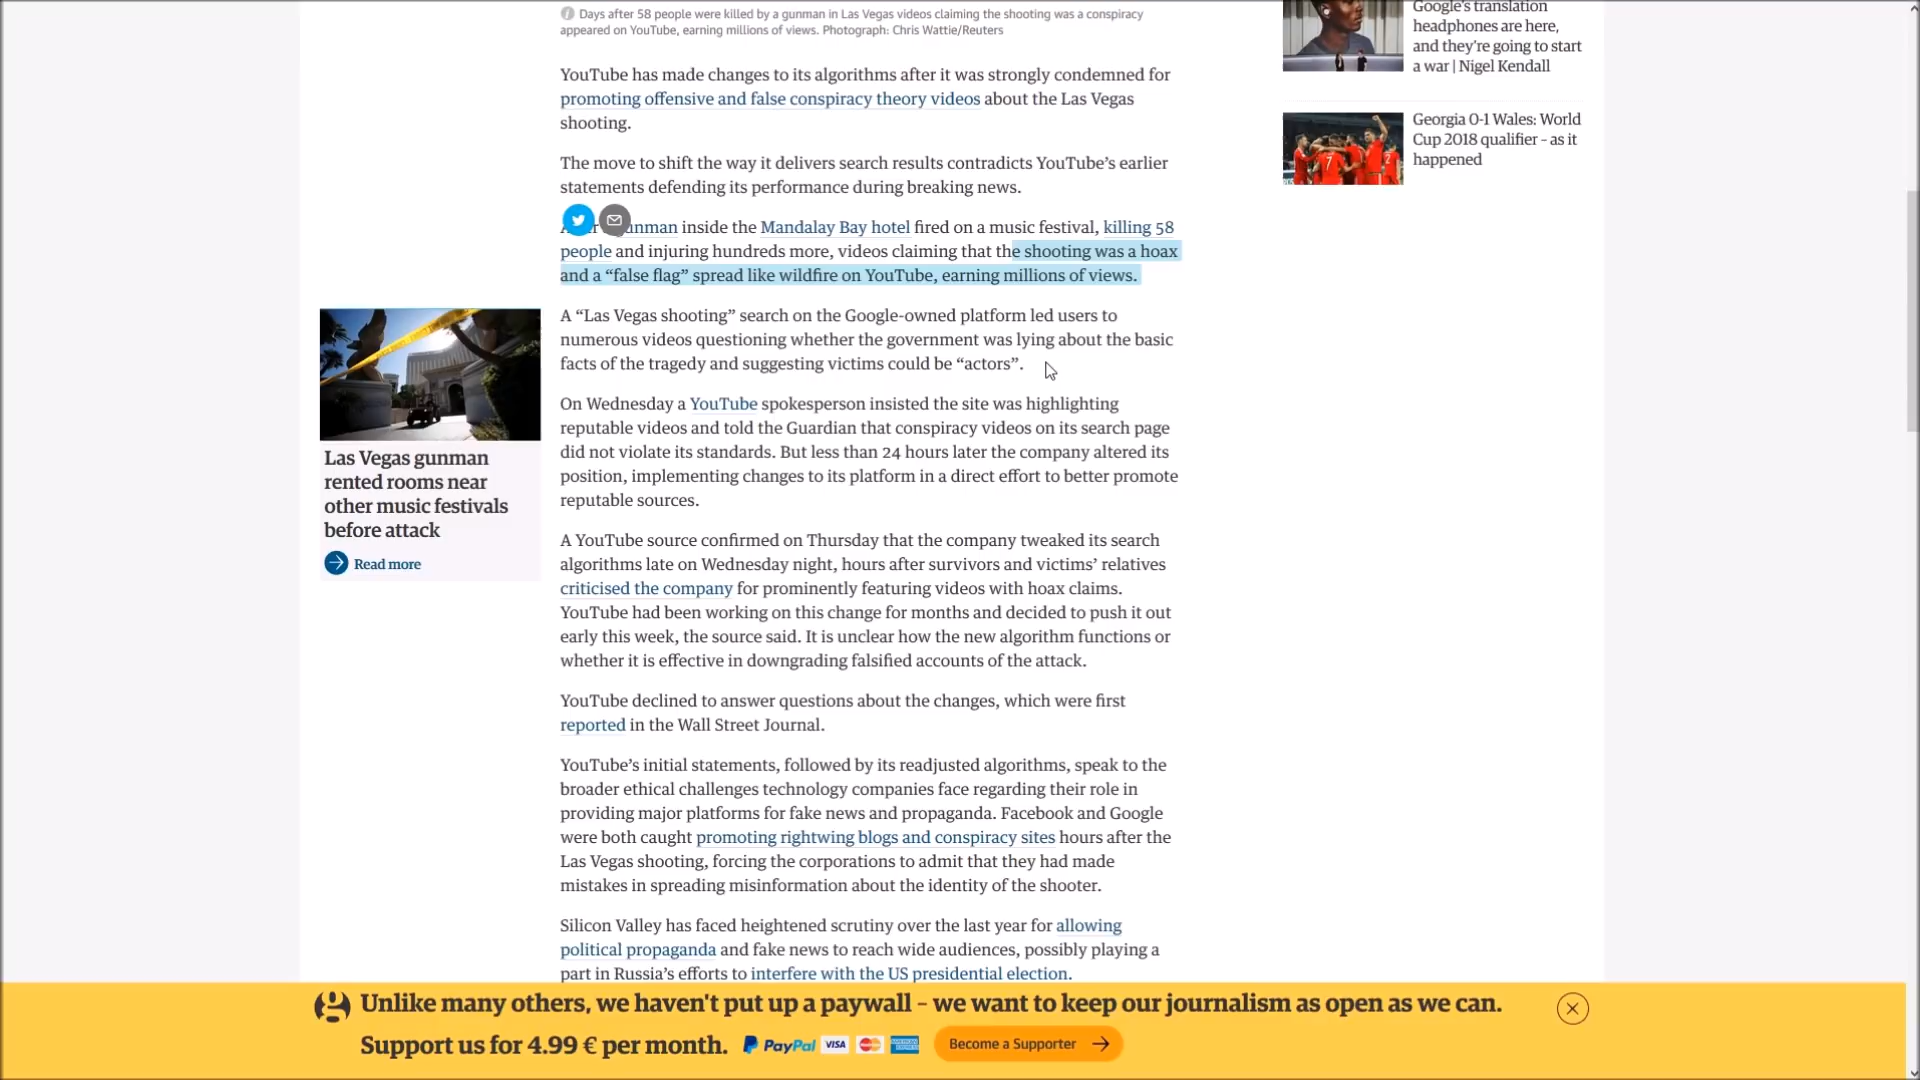 Days after 58 people were killed by a gunman in Las Vegas videos claiming the shooting was a conspiracy
appeared on YouTube, earning millions of views. Photograph: Chris Wattie/Reuters
YouTube has made changes to its algorithms after it was strongly condemned for
promoting offensive and false conspiracy theory videos about the Las Vegas
shooting.
The move to shift the way it delivers search results contradicts YouTube’s earlier
statements defending its performance during breaking news.
inside the Mandalay Bay hotel fired on a music festival, killing 58
people and injuring hundreds more, videos claiming that the shooting was a hoax
and a “false flag” spread like wildfire on YouTube, earning millions of views.
A “Las Vegas shooting” search on the Google-owned platform led users to
numerous videos questioning whether the government was lying about the basic
facts of the tragedy and suggesting victims could be “actors”.
On Wednesday a YouTube spokesperson insisted the site was highlighting
reputable videos and told the Guardian that conspiracy videos on its search page
did not violate its standards. But less than 24 hours later the company altered its
position, implementing changes to its platform in a direct effort to better promote
reputable sources.
A YouTube source confirmed on Thursday that the company tweaked its search
algorithms late on Wednesday night, hours after survivors and victims’ relatives
criticised the company for prominently featuring videos with hoax claims.
YouTube had been working on this change for months and decided to push it out
early this week, the source said. It is unclear how the new algorithm functions or
whether it is effective in downgrading falsified accounts of the attack.
YouTube declined to answer questions about the changes, which were first
reported in the Wall Street Journal.
YouTube’s initial statements, followed by its readjusted algorithms, speak to the
broader ethical challenges technology companies face regarding their role in
providing major platforms for fake news and propaganda. Facebook and Google
were both caught promoting rightwing blogs and conspiracy sites hours after the
Las Vegas shooting, forcing the corporations to admit that they had made
mistakes in spreading misinformation about the identity of the shooter.
Silicon Valley has faced heightened scrutiny over the last year for allowing
political propaganda and fake news to reach wide audiences, possibly playing a
part in Russia’s efforts to interfere with the US presidential election.
Las Vegas gunman
rented rooms near
other music festivals
before attack
Read more
Google’s translation
headphones are here,
and they’re going to start
a war | Nigel Kendall
Georgia 0-1 Wales: World
Cup 2018 qualifier – as it
happened
Unlike many others, we haven't put up a paywall – we want to keep our journalism as open as we can.
Support us for 4.99 € per month. PayPal VISA Become a Supporter